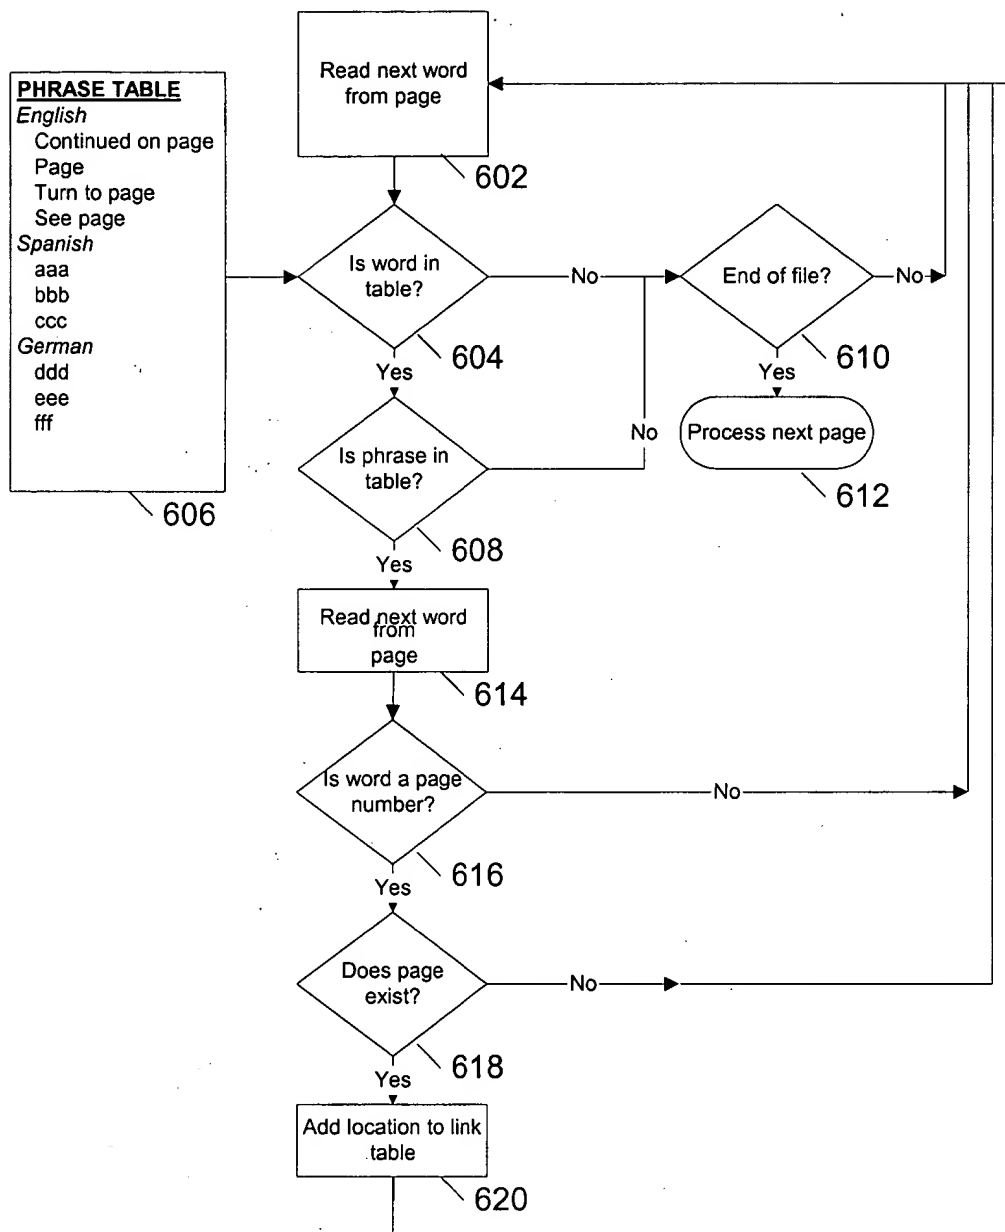 Read next word
from page
602
PHRASE TABLE
English
Continued on page
Page
Turn to page
See page
Spanish
aaa
bbb
ccc
German
ddd
eee
fff
606
Is word in
table?
604
No
End of file?
610
No
Yes
Process next page
612
Yes
Is phrase in
table?
608
No
Yes
Read next word
from
page
614
Is word a page
number?
616
No
Yes
Does page
exist?
618
No
Yes
Add location to link
table
620